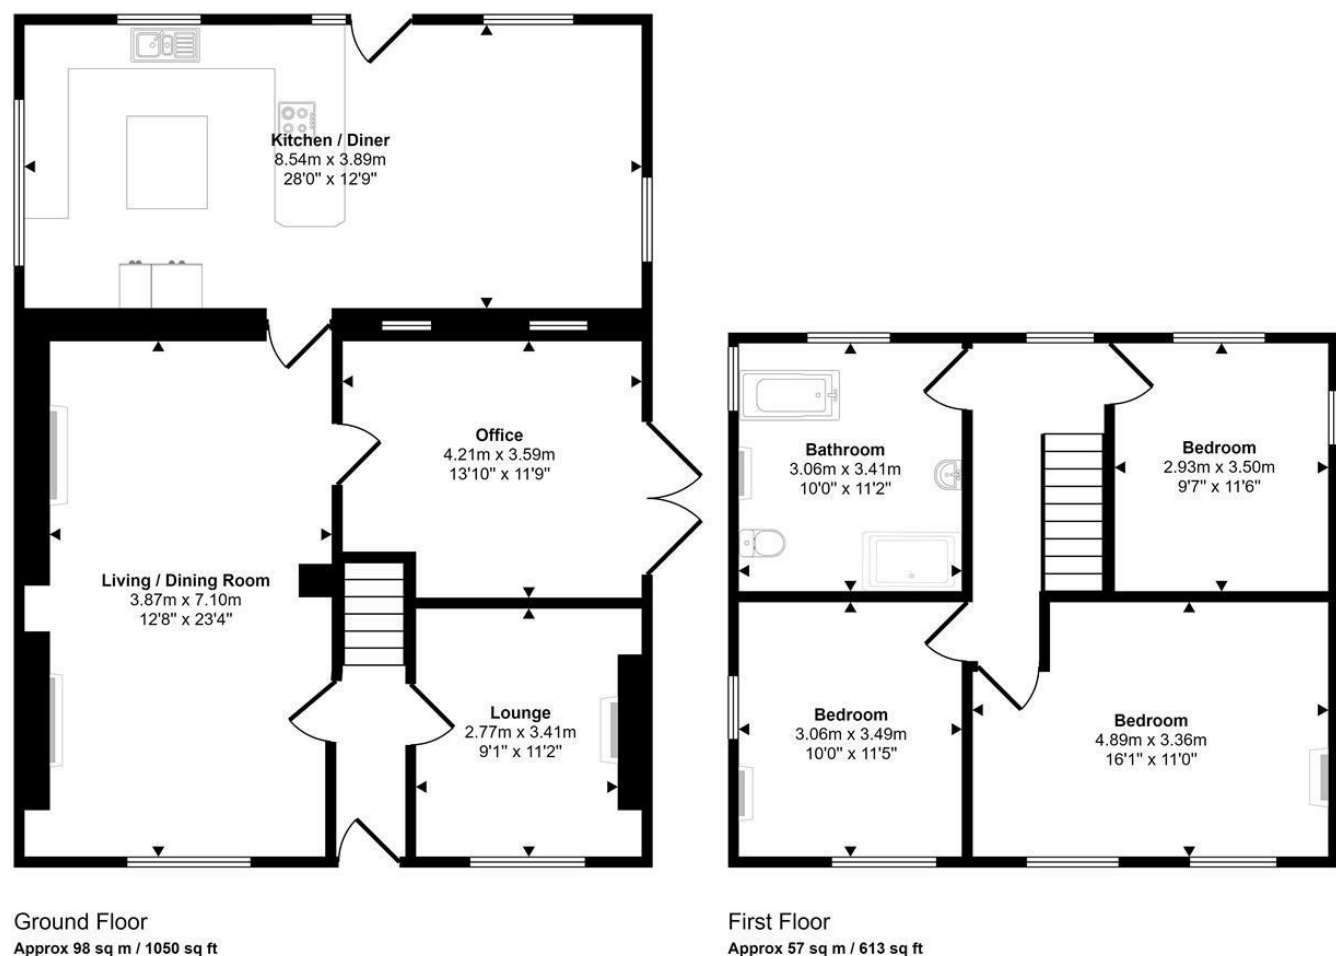 Kitchen / Diner
8.54m x 3.89m
28'0" x 12'9"
Office
4.21m x 3.59m
13'10" x 11'9"
Living / Dining Room
3.87m x 7.10m
12'8" x 23'4"
Lounge
2.77m x 3.41m
9'1" x 11'2"
Bathroom
3.06m x 3.41m
10'0" x 11'2"
Bedroom
2.93m x 3.50m
9'7" x 11'6"
Bedroom
3.06m x 3.49m
10'0" x 11'5"
Bedroom
4.89m x 3.36m
16'1" x 11'0"
Ground Floor
Approx 98 sq m / 1050 sq ft
First Floor
Approx 57 sq m / 613 sq ft